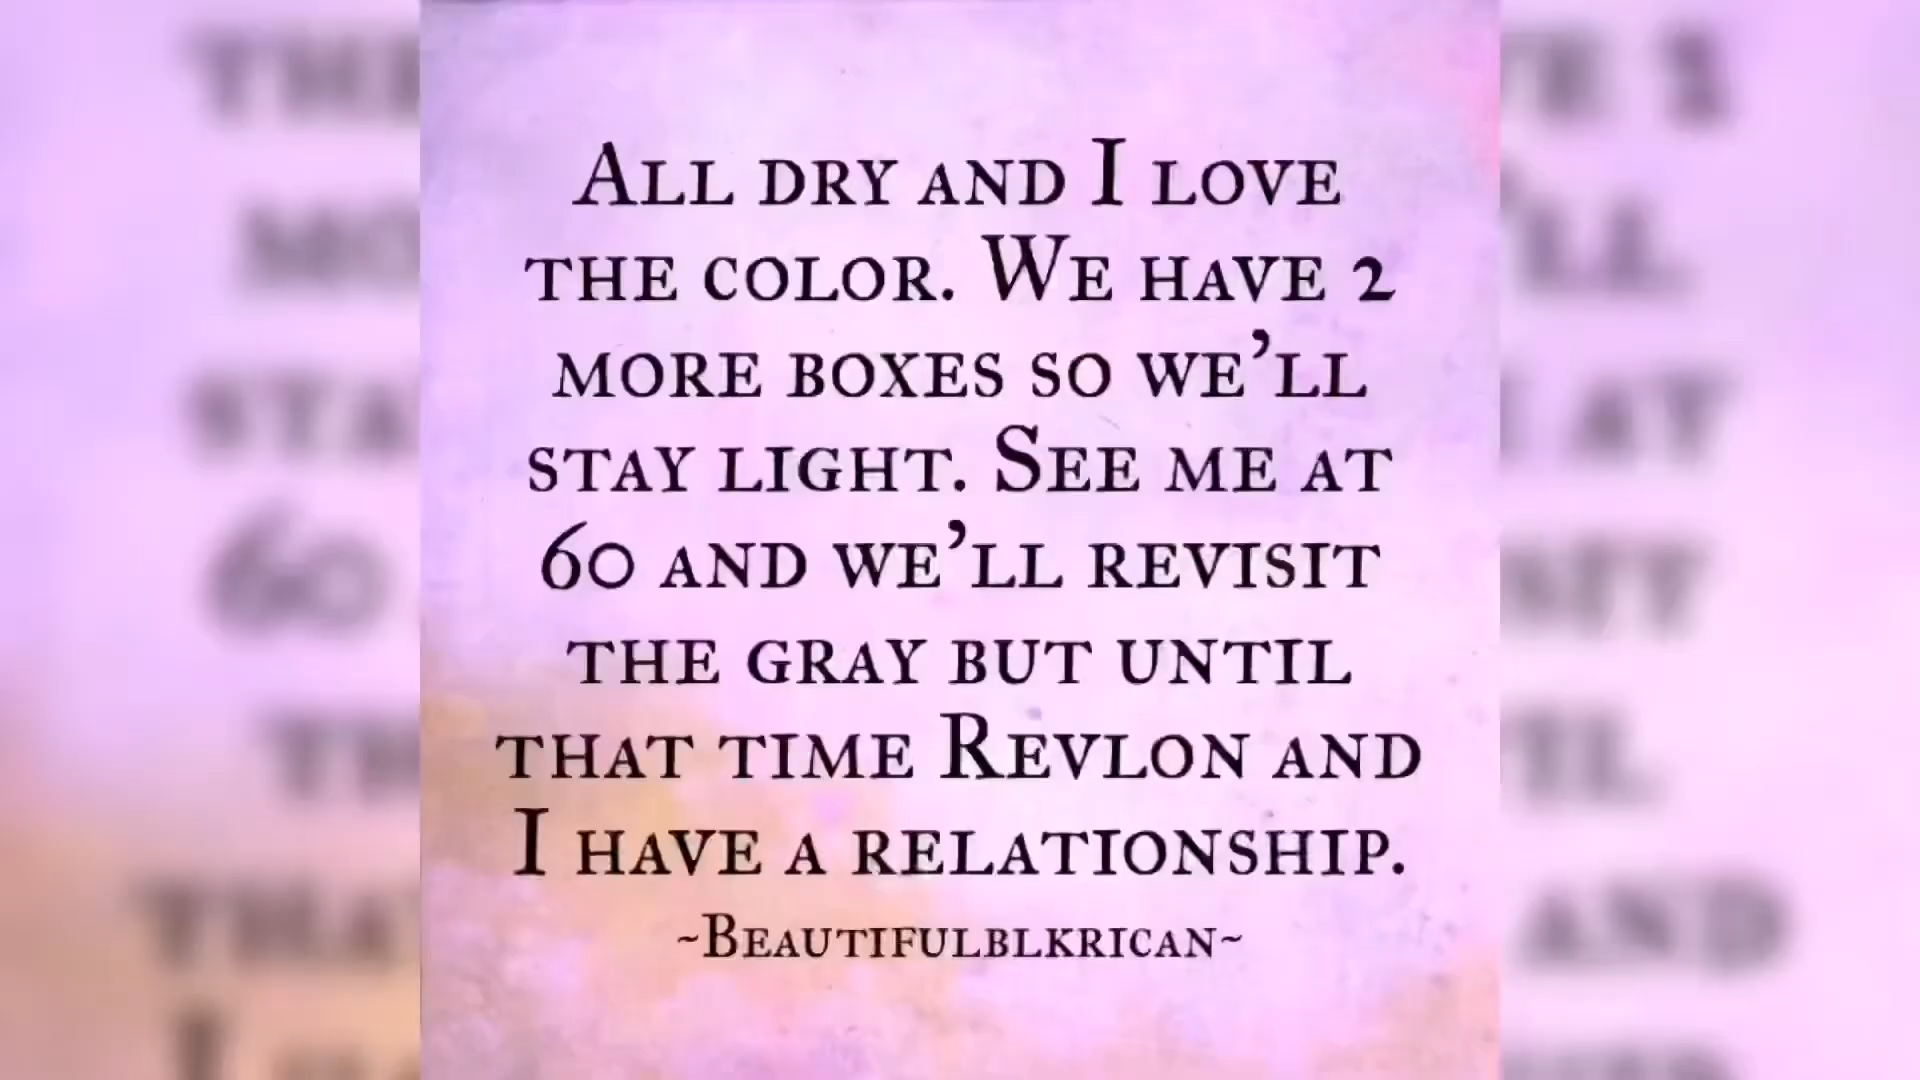 All dry and I love
the color. We have 2
more boxes so we'll
stay light. See me at
60 and we'll revisit
the gray but until
that time Revlon and
I have a relationship.
~Beautifulblkrican~